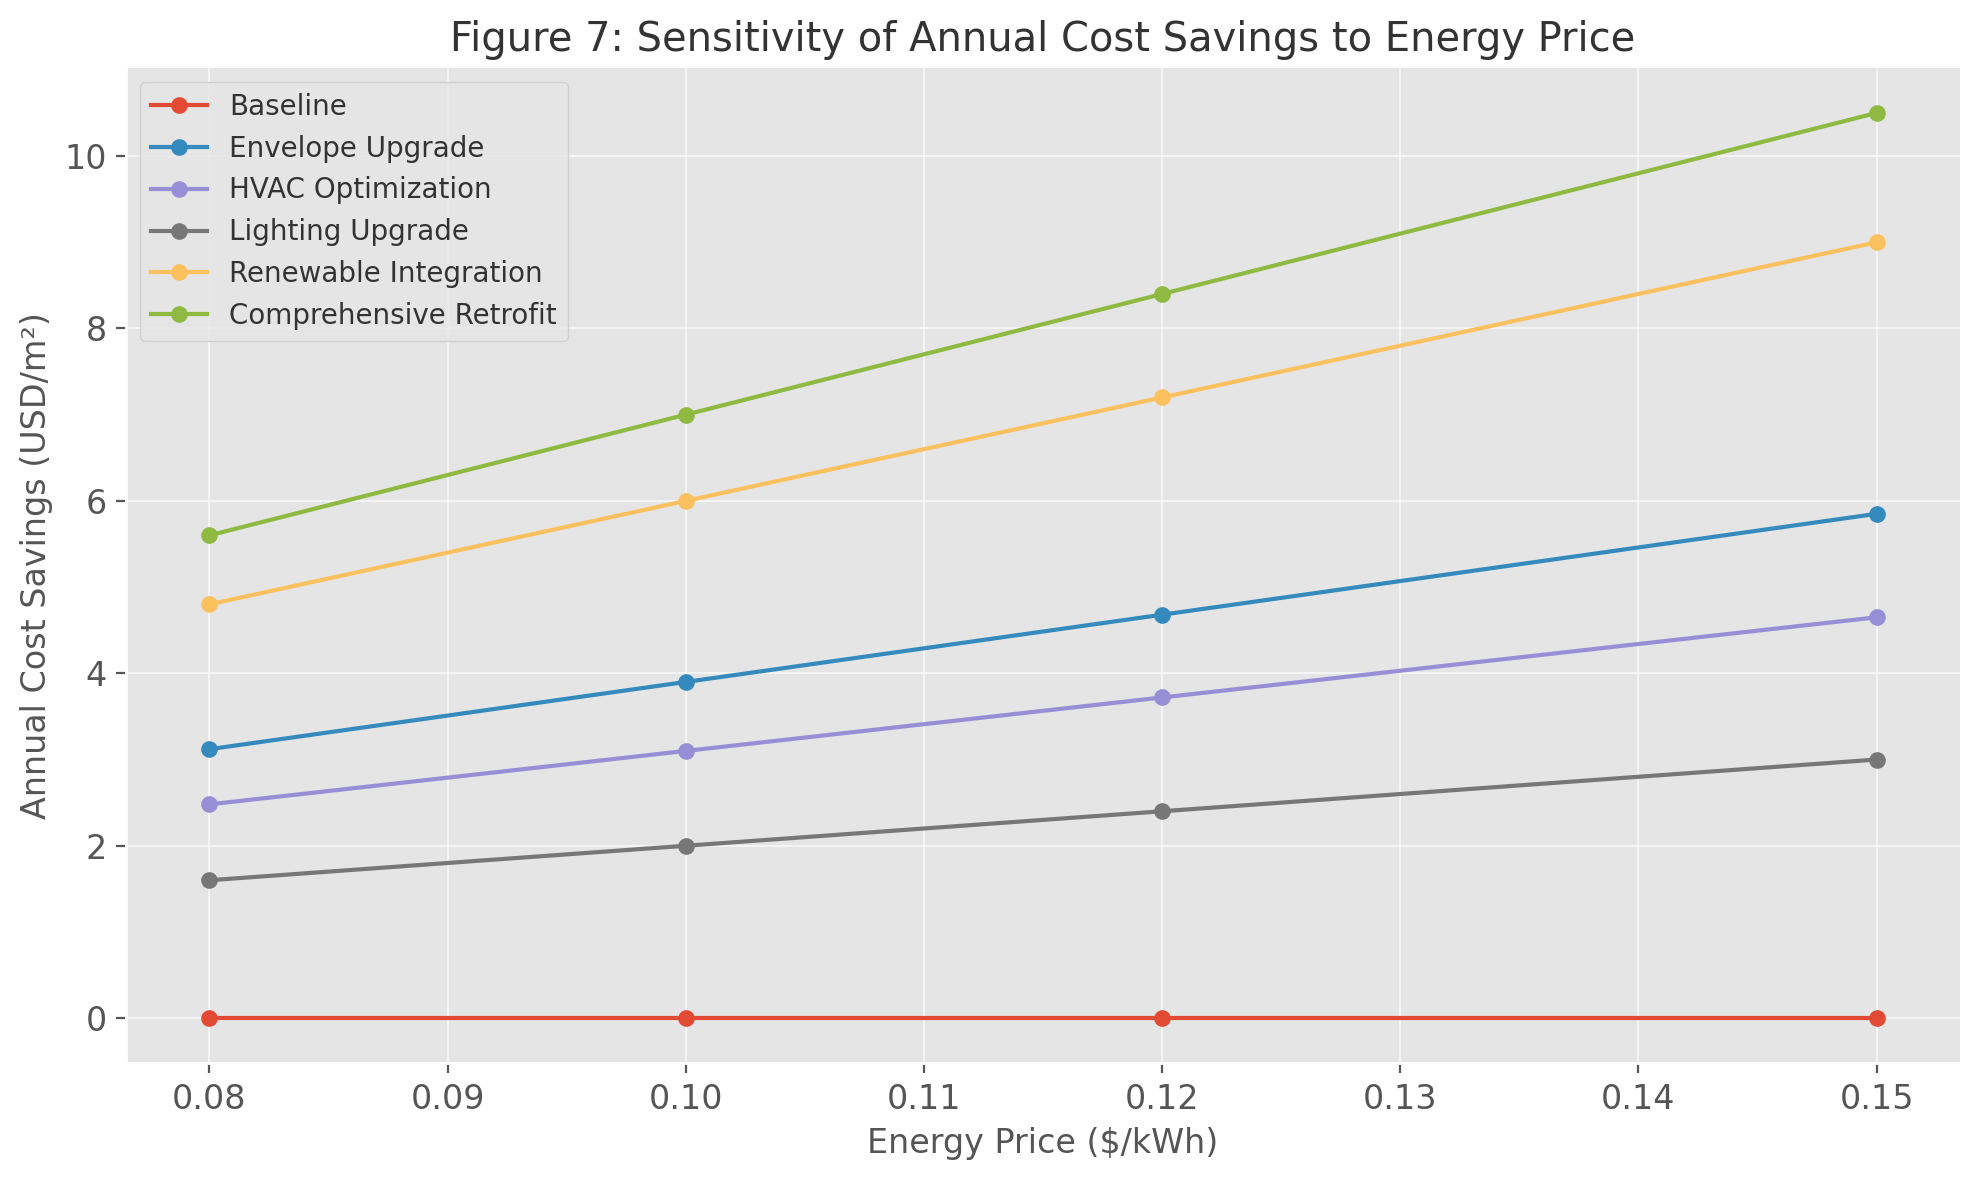 Figure 7: Sensitivity of Annual Cost Savings to Energy Price
Baseline
Envelope Upgrade
HVAC Optimization
Lighting Upgrade
Renewable Integration
Comprehensive Retrofit
Annual Cost Savings (USD/m²)
10
8
6
4
2
0
0.08
0.09
0.10
0.11
0.12
0.13
0.14
0.15
Energy Price ($/kWh)